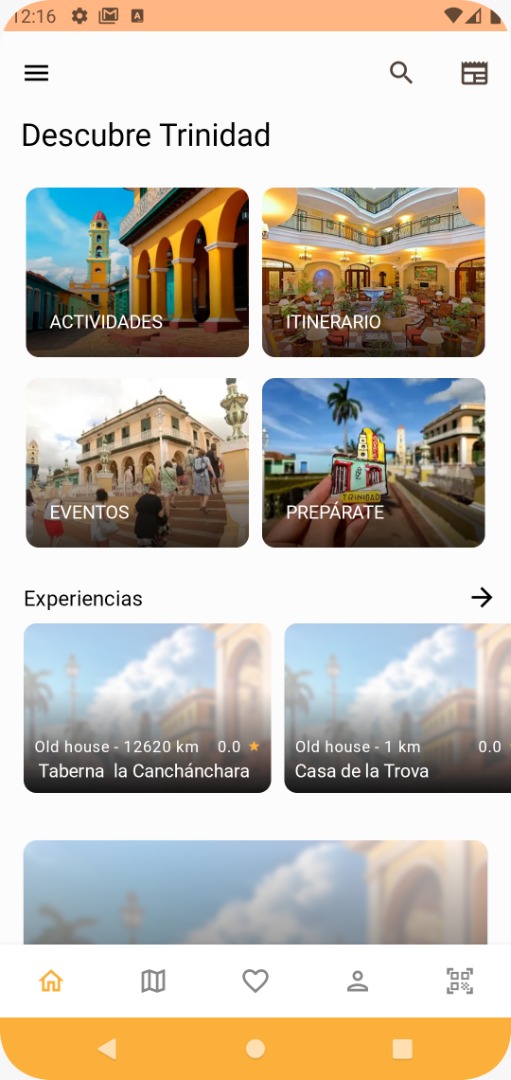 12:16
Descubre Trinidad
ACTIVIDADES
ITINERARIO
EVENTOS
PREPÁRATE
TRINIDAD
Experiencias
Old house - 12620 km 0.0
Taberna la Canchánchara
Old house - 1 km 0.0
Casa de la Trova